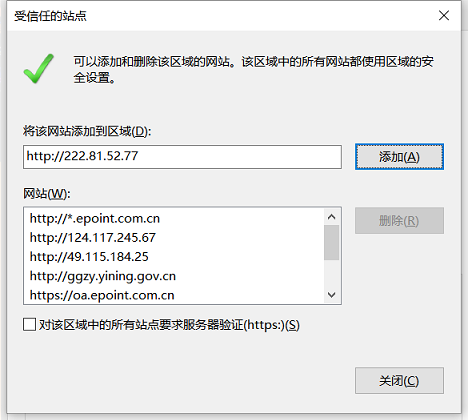 受信任的站点
可以添加和删除该区域的网站。该区域中的所有网站都使用区域的安
全设置。
将该网站添加到区域(D):
http://222.81.52.77
添加(A)
网站(W):
http://*.epoint.com.cn
http://124.117.245.67
http://49.115.184.25
http://ggzy.yining.gov.cn
https://oa.epoint.com.cn
删除(R)
对该区域中的所有站点要求服务器验证(https:)(S)
关闭(C)